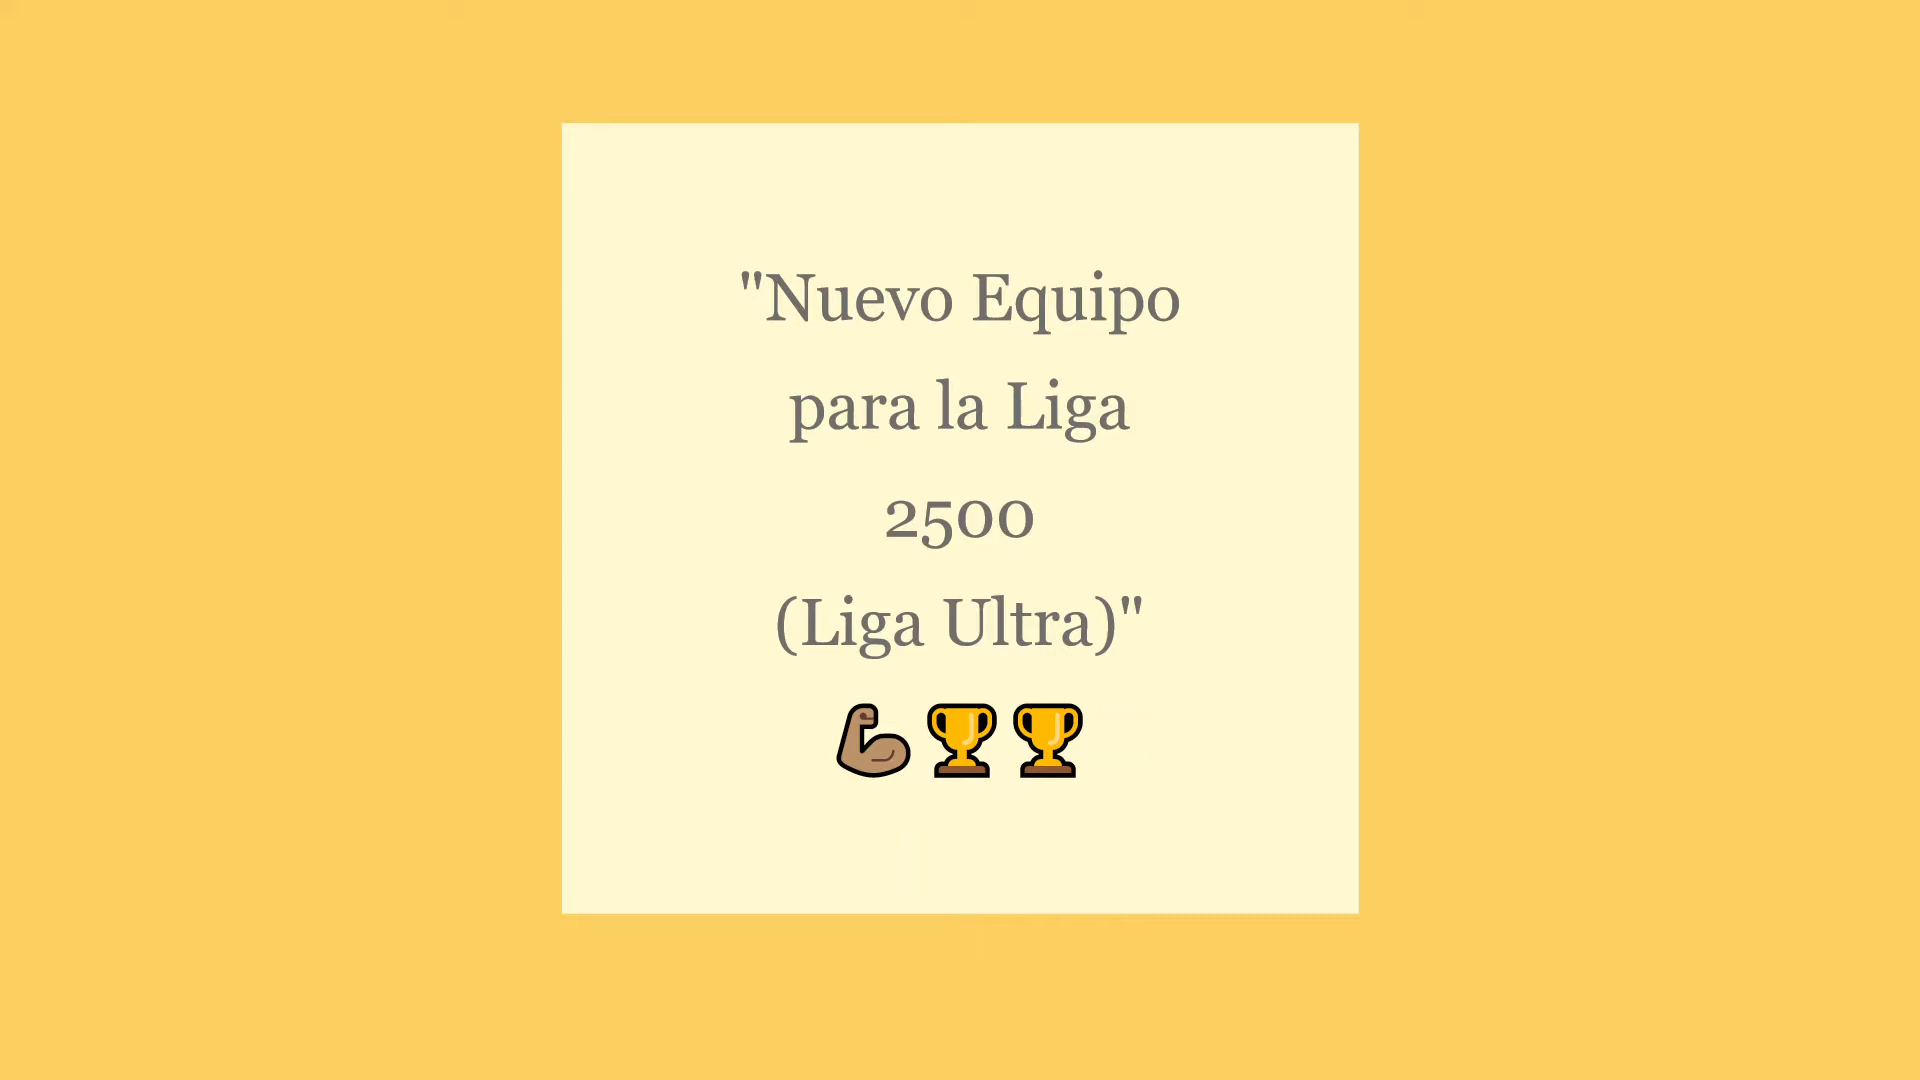 "Nuevo Equipo
para la Liga
2500
(Liga Ultra)"
💪🏽🏆🏆